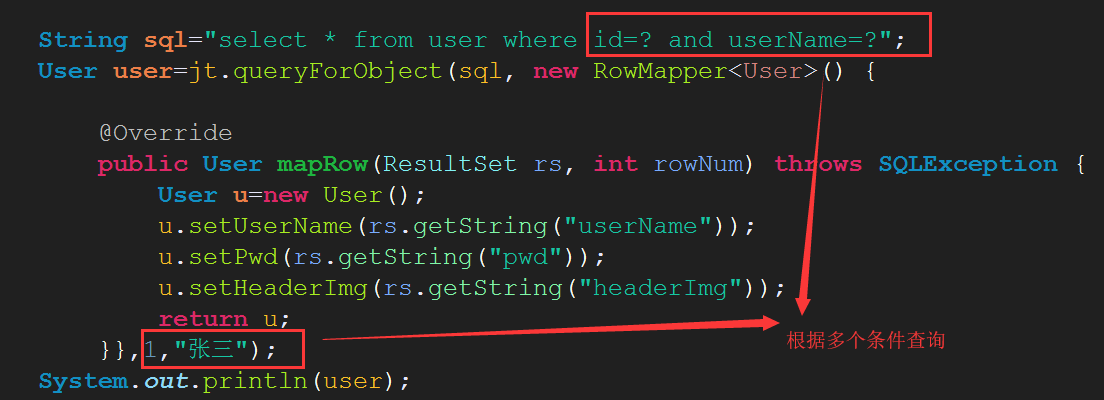 String sql="select * from user where id=? and userName=?";
User user=jt.queryForObject(sql, new RowMapper<User>() {
@Override
public User mapRow(ResultSet rs, int rowNum) throws SQLException {
User u=new User();
u.setUserName(rs.getString("userName"));
u.setPwd(rs.getString("pwd"));
u.setHeaderImg(rs.getString("headerImg"));
return u;
}},1,"张三");
根据多个条件查询
System.out.println(user);